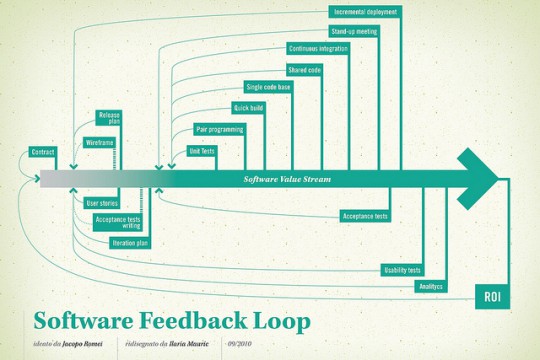 Incremental deployment
Stand-up meeting
Continuous integration
Shared code
Single code base
Quick build
Release
plan
Pair programming
Wireframe
Contract
Unit Tests
Software Value Stream
User stories
Acceptance tests
writing
Acceptance tests
Iteration plan
Usability tests
Analitycs
ROI
Software Feedback Loop
ideato da Jacopo Romei
ridisegnato da Ilaria Mauric
09/2010